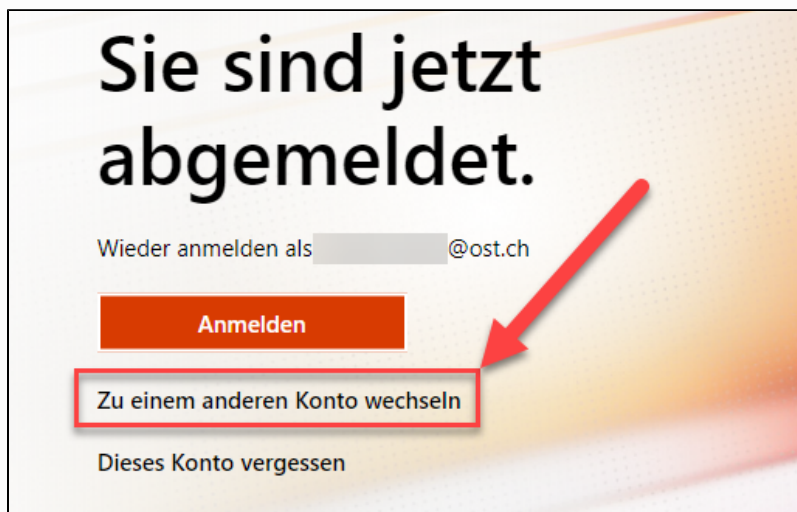 Sie sind jetzt
abgemeldet.
Wieder anmelden als @ost.ch
Anmelden
Zu einem anderen Konto wechseln
Dieses Konto vergessen